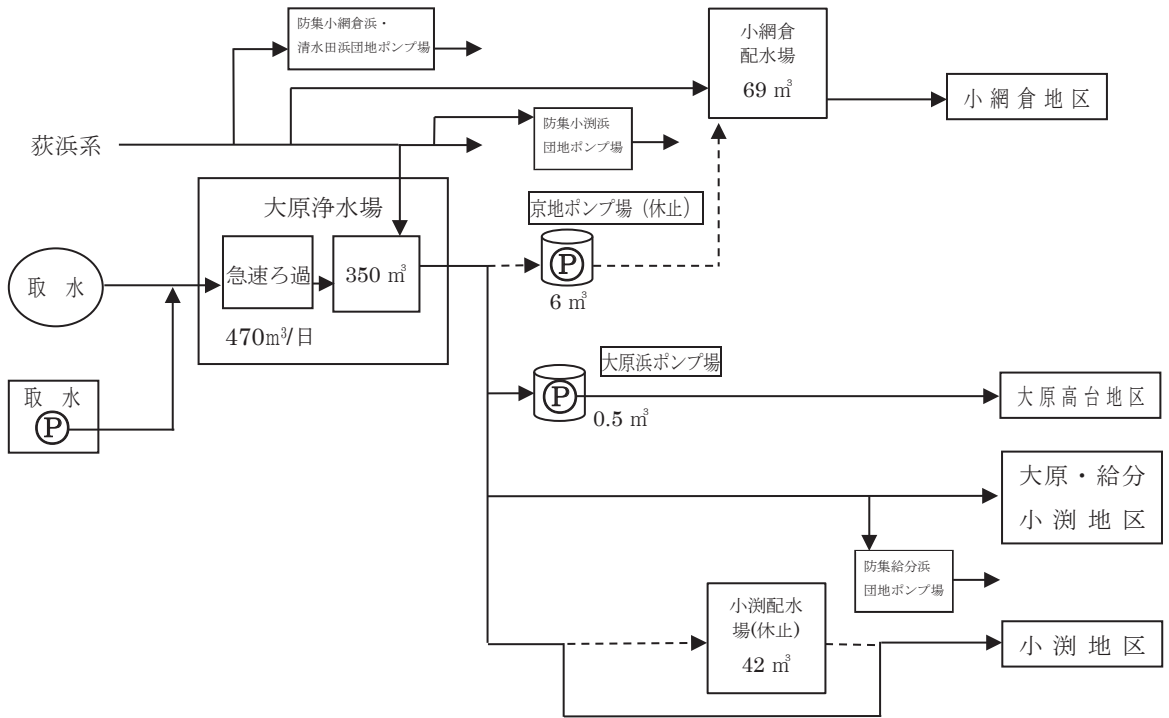 防集小網倉浜・
清水田浜団地ポンプ場
小網倉
配水場
69 ㎥
小網倉地区
荻浜系
防集小渕浜
団地ポンプ場
大原浄水場
京地ポンプ場（休止）
取　水
急速ろ過
350 ㎥
Ⓟ
6 ㎥
470㎥/日
大原浜ポンプ場
取　水
Ⓟ
Ⓟ
0.5 ㎥
大原高台地区
大原・給分
小渕地区
防集給分浜
団地ポンプ場
小渕配水
場(休止)
42 ㎥
小渕地区